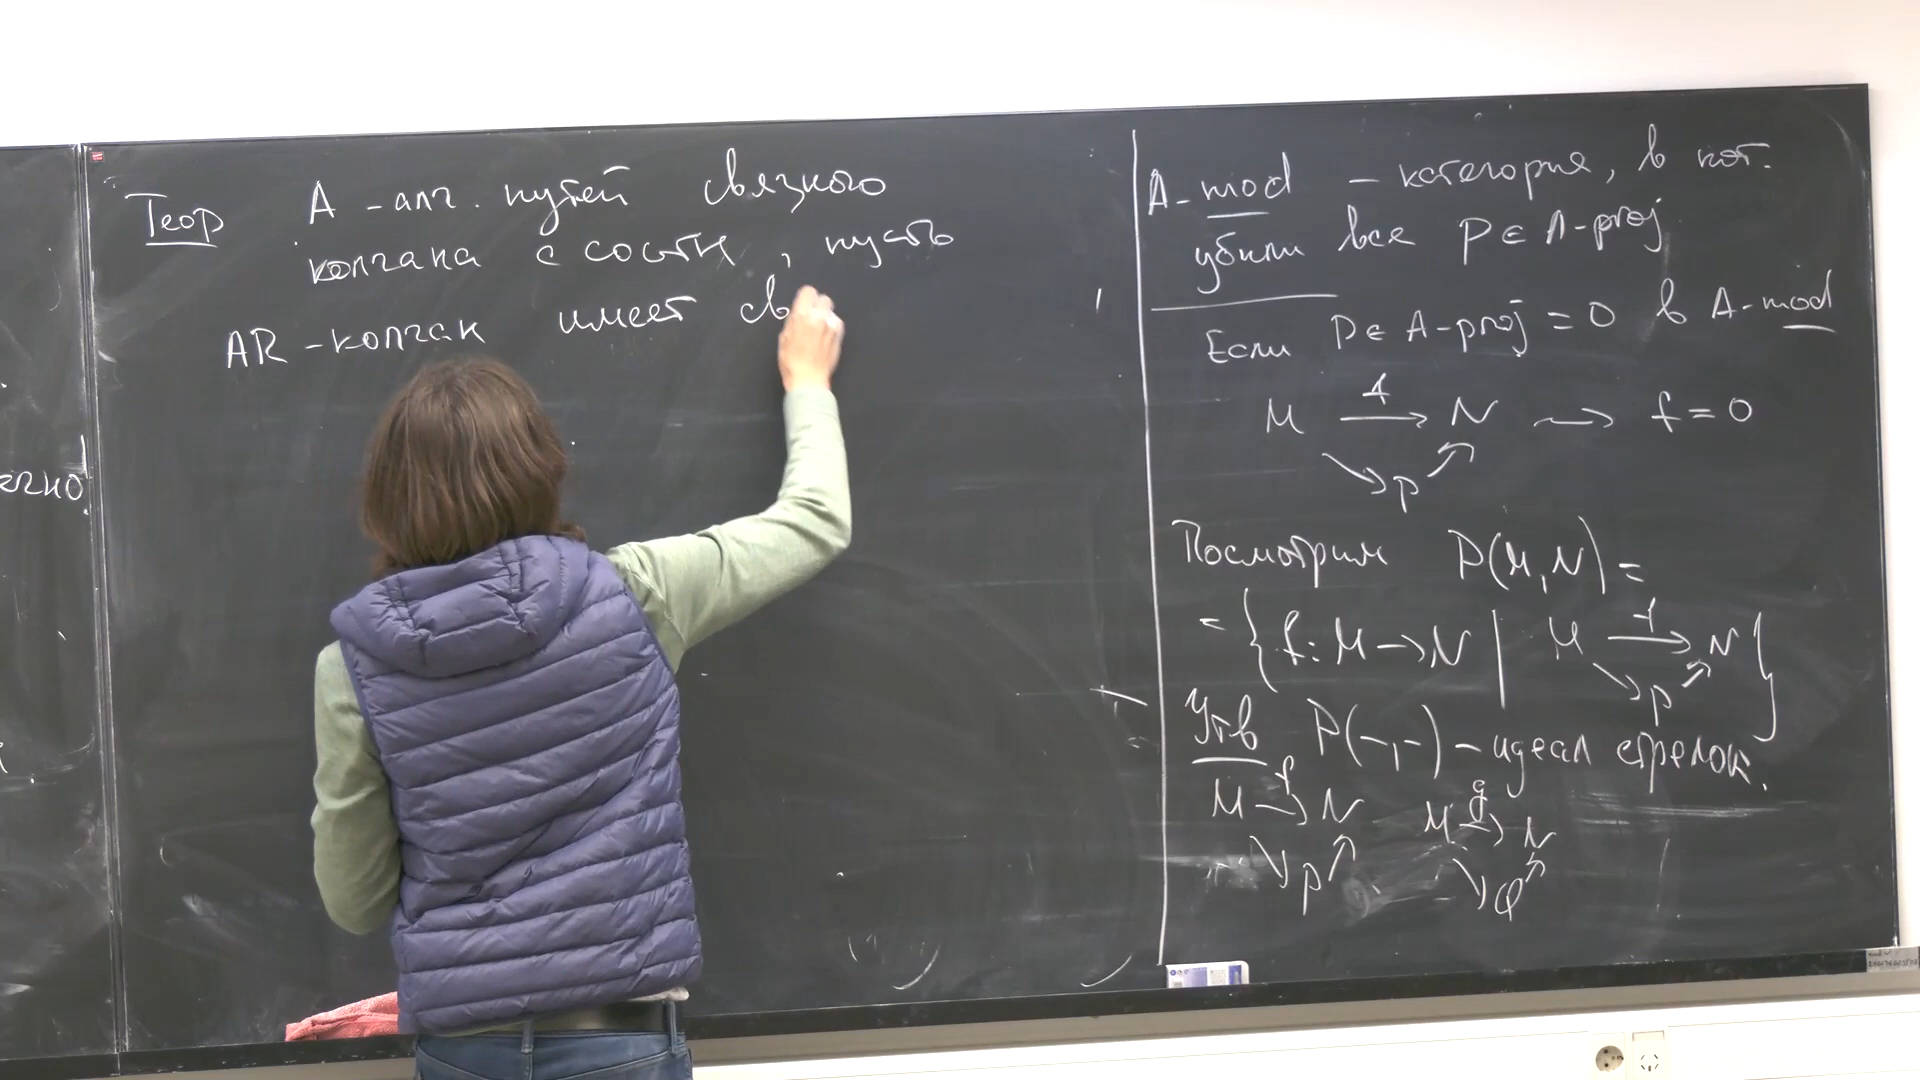 Теор A - алг. путей связного
колчана с соотн, пусть
AR - колчан имеет св
A-mod - категория, в кот.
убили все P ∈ A-proj
Если P ∈ A-proj = 0 в A-mod
M f→ N ⇝ f = 0
↘ P ↗
Посмотрим P(M,N) =
= { f: M → N | M f→ N }
↘ P ↗
Утв P(-,-) - идеал стрелок.
M f→ N M g→ N
↘ P ↗ ↘ Q ↗